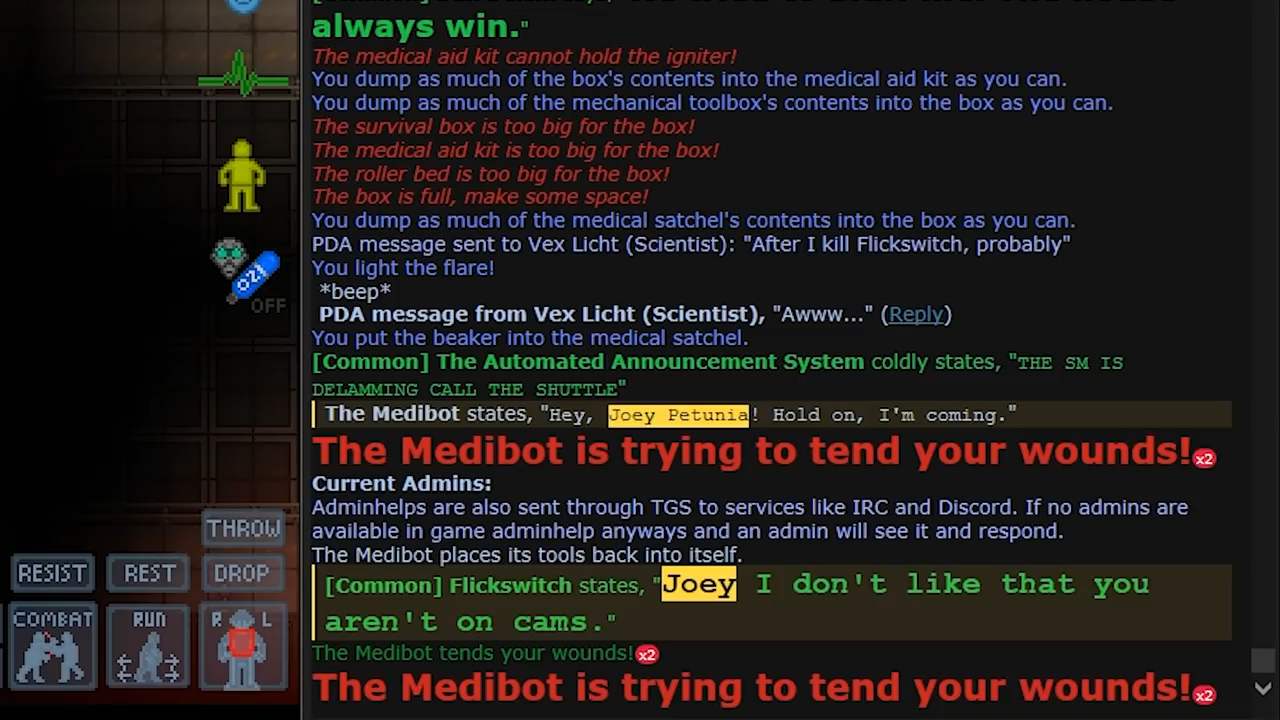 always win."
The medical aid kit cannot hold the igniter!
You dump as much of the box's contents into the medical aid kit as you can.
You dump as much of the mechanical toolbox's contents into the box as you can.
The survival box is too big for the box!
The medical aid kit is too big for the box!
The roller bed is too big for the box!
The box is full, make some space!
You dump as much of the medical satchel's contents into the box as you can.
PDA message sent to Vex Licht (Scientist): "After I kill Flickswitch, probably"
You light the flare!
*beep*
PDA message from Vex Licht (Scientist), "Awww..." (Reply)
You put the beaker into the medical satchel.
[Common] The Automated Announcement System coldly states, "THE SM IS
DELAMMING CALL THE SHUTTLE"
The Medibot states, "Hey, Joey Petunia! Hold on, I'm coming."
The Medibot is trying to tend your wounds! x2
Current Admins:
Adminhelps are also sent through TGS to services like IRC and Discord. If no admins are
available in game adminhelp anyways and an admin will see it and respond.
The Medibot places its tools back into itself.
[Common] Flickswitch states, "Joey I don't like that you
aren't on cams."
The Medibot tends your wounds! x2
The Medibot is trying to tend your wounds! x2
O21
OFF
THROW
RESIST REST DROP
COMBAT RUN R L